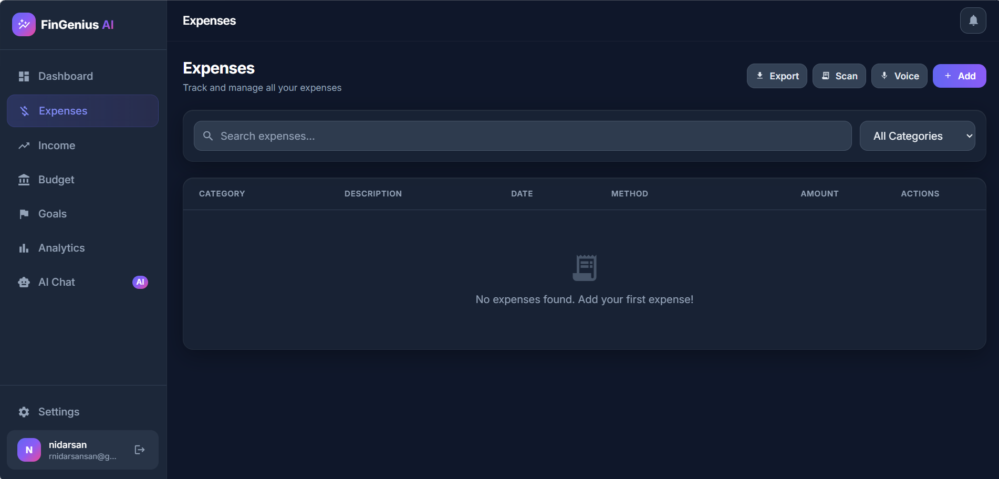 FinGenius AI
Dashboard
Expenses
Income
Budget
Goals
Analytics
AI Chat
AI
Settings
N
nidarsan
rnidarsansan@g...
Expenses
Expenses
Track and manage all your expenses
Export
Scan
Voice
+ Add
Search expenses...
All Categories
CATEGORY DESCRIPTION DATE METHOD AMOUNT ACTIONS
No expenses found. Add your first expense!